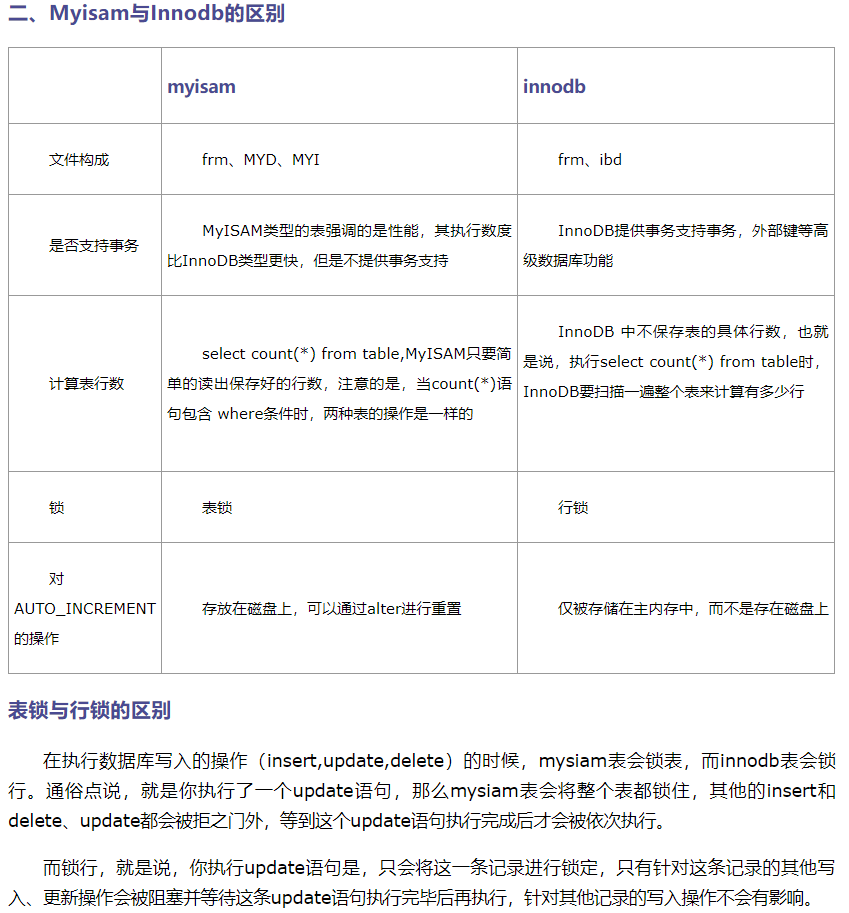 二、Myisam与Innodb的区别
myisam
innodb
文件构成
frm、MYD、MYI
frm、ibd
是否支持事务
MyISAM类型的表强调的是性能，其执行数度
比InnoDB类型更快，但是不提供事务支持
InnoDB提供事务支持事务，外部键等高
级数据库功能
计算表行数
select count(*) from table,MyISAM只要简
单的读出保存好的行数，注意的是，当count(*)语
句包含 where条件时，两种表的操作是一样的
InnoDB 中不保存表的具体行数，也就
是说，执行select count(*) from table时，
InnoDB要扫描一遍整个表来计算有多少行
锁
表锁
行锁
对
AUTO_INCREMENT
的操作
存放在磁盘上，可以通过alter进行重置
仅被存储在主内存中，而不是存在磁盘上
表锁与行锁的区别
在执行数据库写入的操作（insert,update,delete）的时候，mysiam表会锁表，而innodb表会锁
行。通俗点说，就是你执行了一个update语句，那么mysiam表会将整个表都锁住，其他的insert和
delete、update都会被拒之门外，等到这个update语句执行完成后才会被依次执行。
而锁行，就是说，你执行update语句是，只会将这一条记录进行锁定，只有针对这条记录的其他写
入、更新操作会被阻塞并等待这条update语句执行完毕后再执行，针对其他记录的写入操作不会有影响。